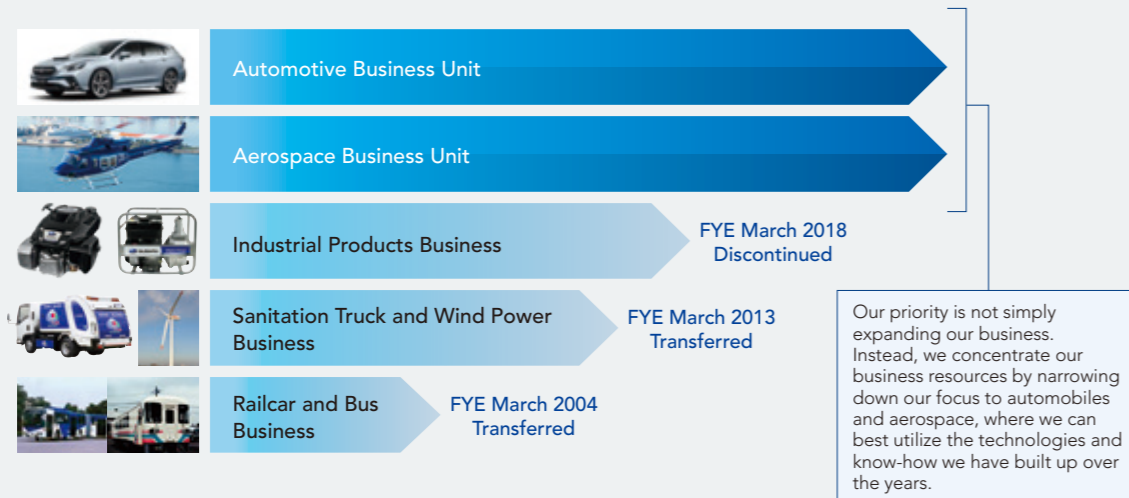 Automotive Business Unit
Aerospace Business Unit
Industrial Products Business
FYE March 2018
Discontinued
Sanitation Truck and Wind Power
Business
FYE March 2013
Transferred
Railcar and Bus
Business
FYE March 2004
Transferred
Our priority is not simply
expanding our business.
Instead, we concentrate our
business resources by narrowing
down our focus to automobiles
and aerospace, where we can
best utilize the technologies and
know-how we have built up over
the years.